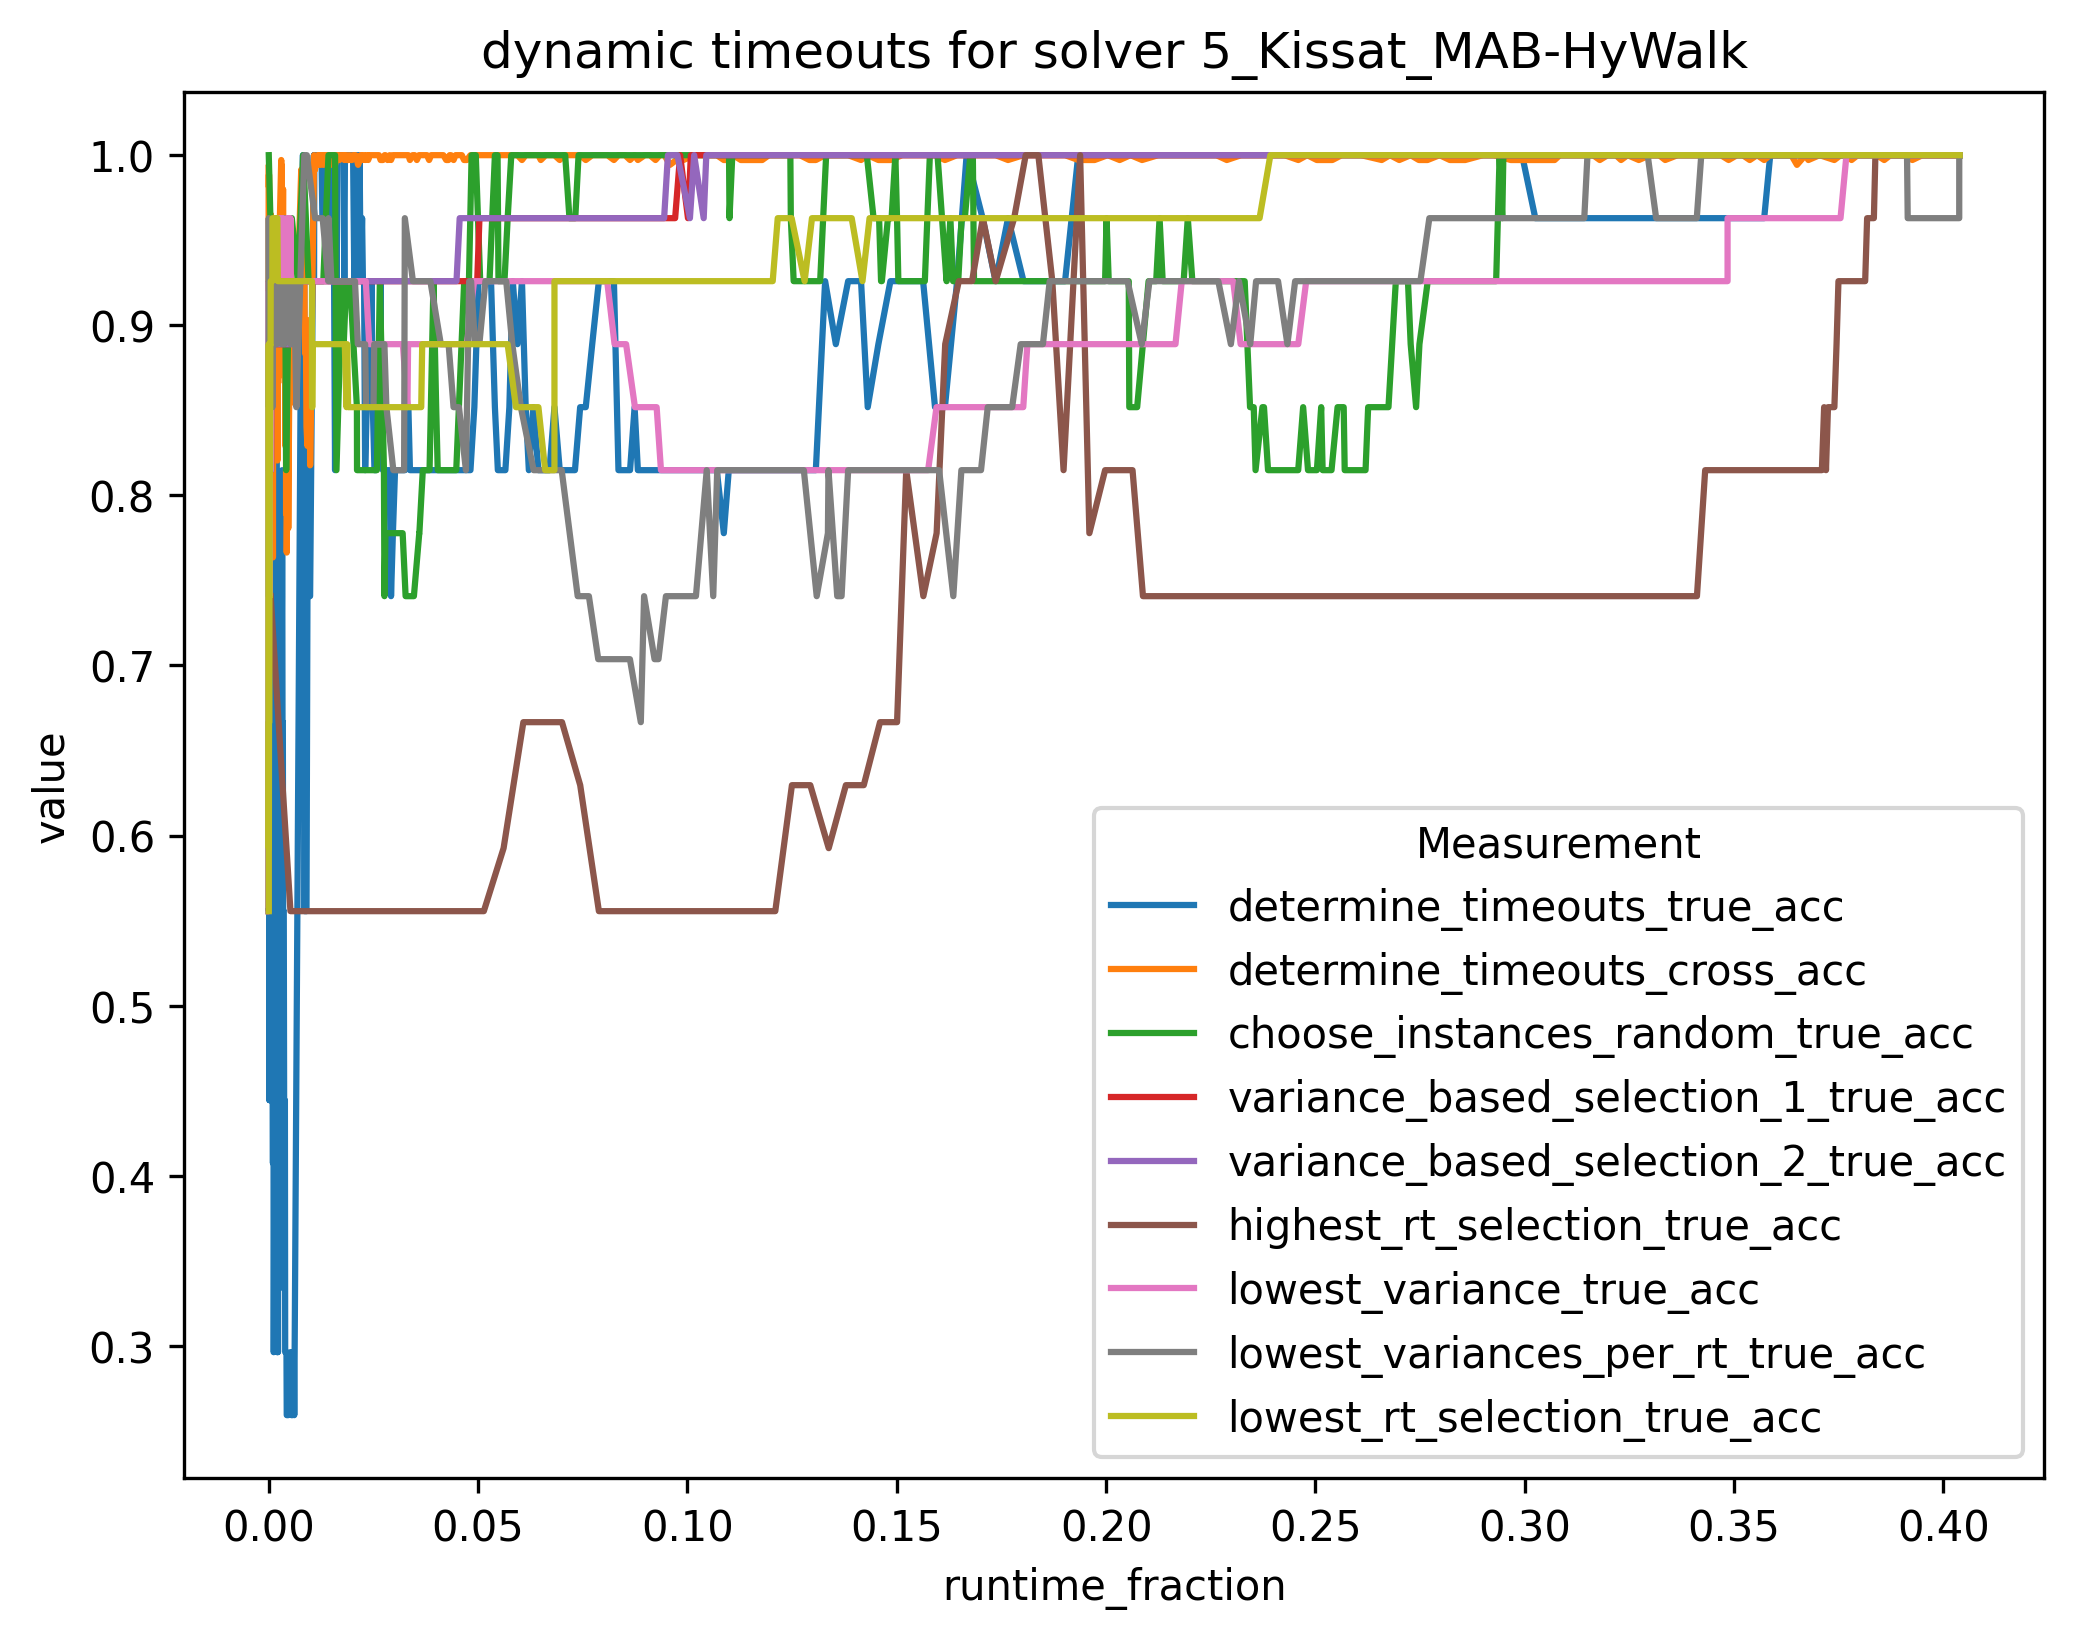 dynamic timeouts for solver 5_Kissat_MAB-HyWalk
1.0
0.9
0.8
0.7
0.6
0.5
0.4
0.3
value
0.00 0.05 0.10 0.15 0.20 0.25 0.30 0.35 0.40
runtime_fraction
Measurement
determine_timeouts_true_acc
determine_timeouts_cross_acc
choose_instances_random_true_acc
variance_based_selection_1_true_acc
variance_based_selection_2_true_acc
highest_rt_selection_true_acc
lowest_variance_true_acc
lowest_variances_per_rt_true_acc
lowest_rt_selection_true_acc